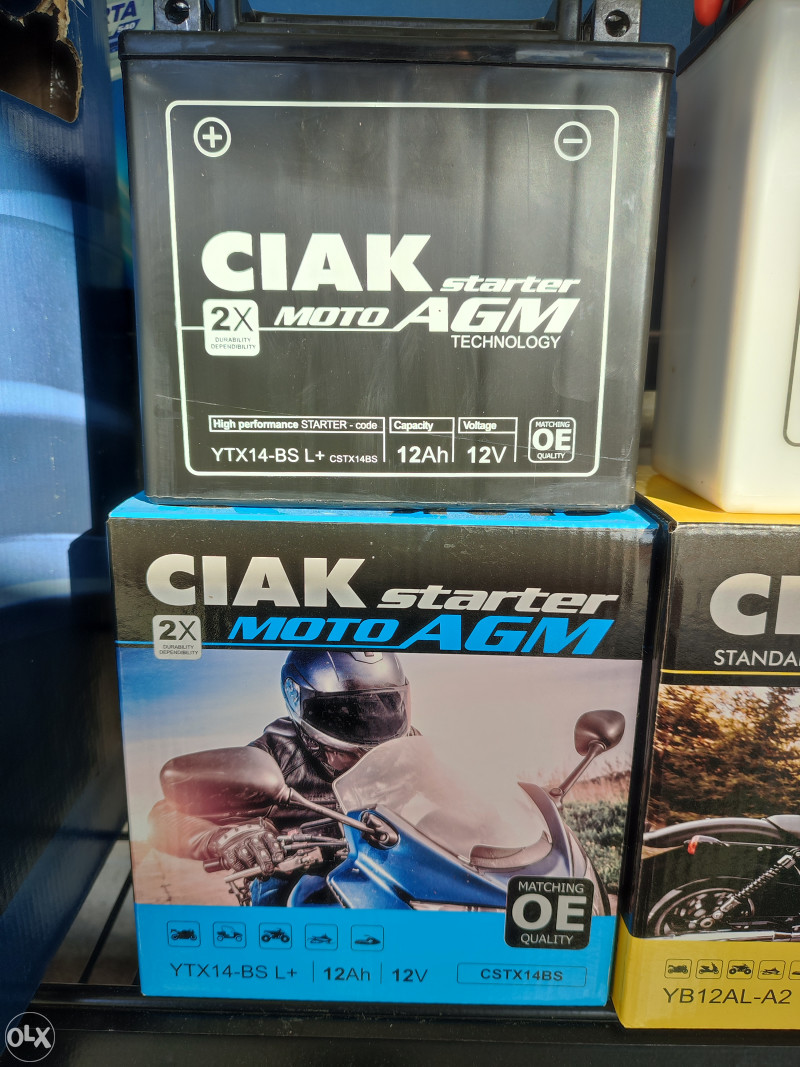 RTA
+
−
CIAK starter
2X MOTO AGM
DURABILITY
DEPENDIBILITY
TECHNOLOGY
High performance STARTER - code Capacity Voltage
YTX14-BS L+ CSTX14BS 12Ah 12V
MATCHING
OE
QUALITY
CIAK starter
2X MOTO AGM
DURABILITY
DEPENDIBILITY
MATCHING
OE
QUALITY
YTX14-BS L+ 12Ah 12V CSTX14BS
CI
STANDA
YB12AL-A2
OLX